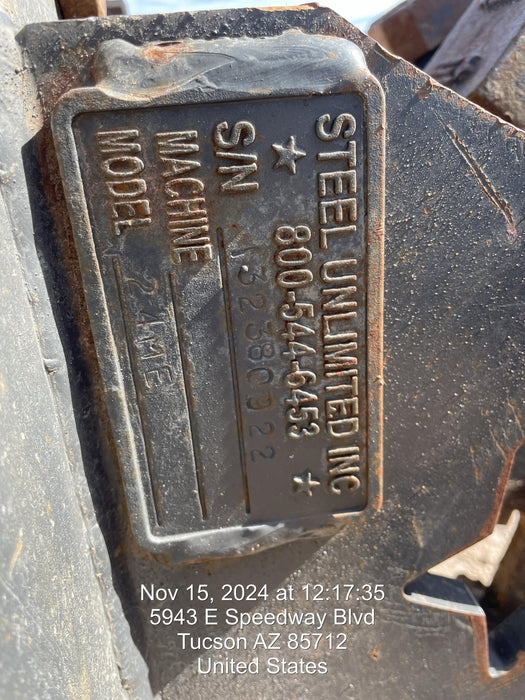 STEEL UNLIMITED INC
★ 800-544-6453 ★
S/N 132380922
MACHINE
MODEL 24ME
Nov 15, 2024 at 12:17:35
5943 E Speedway Blvd
Tucson AZ 85712
United States